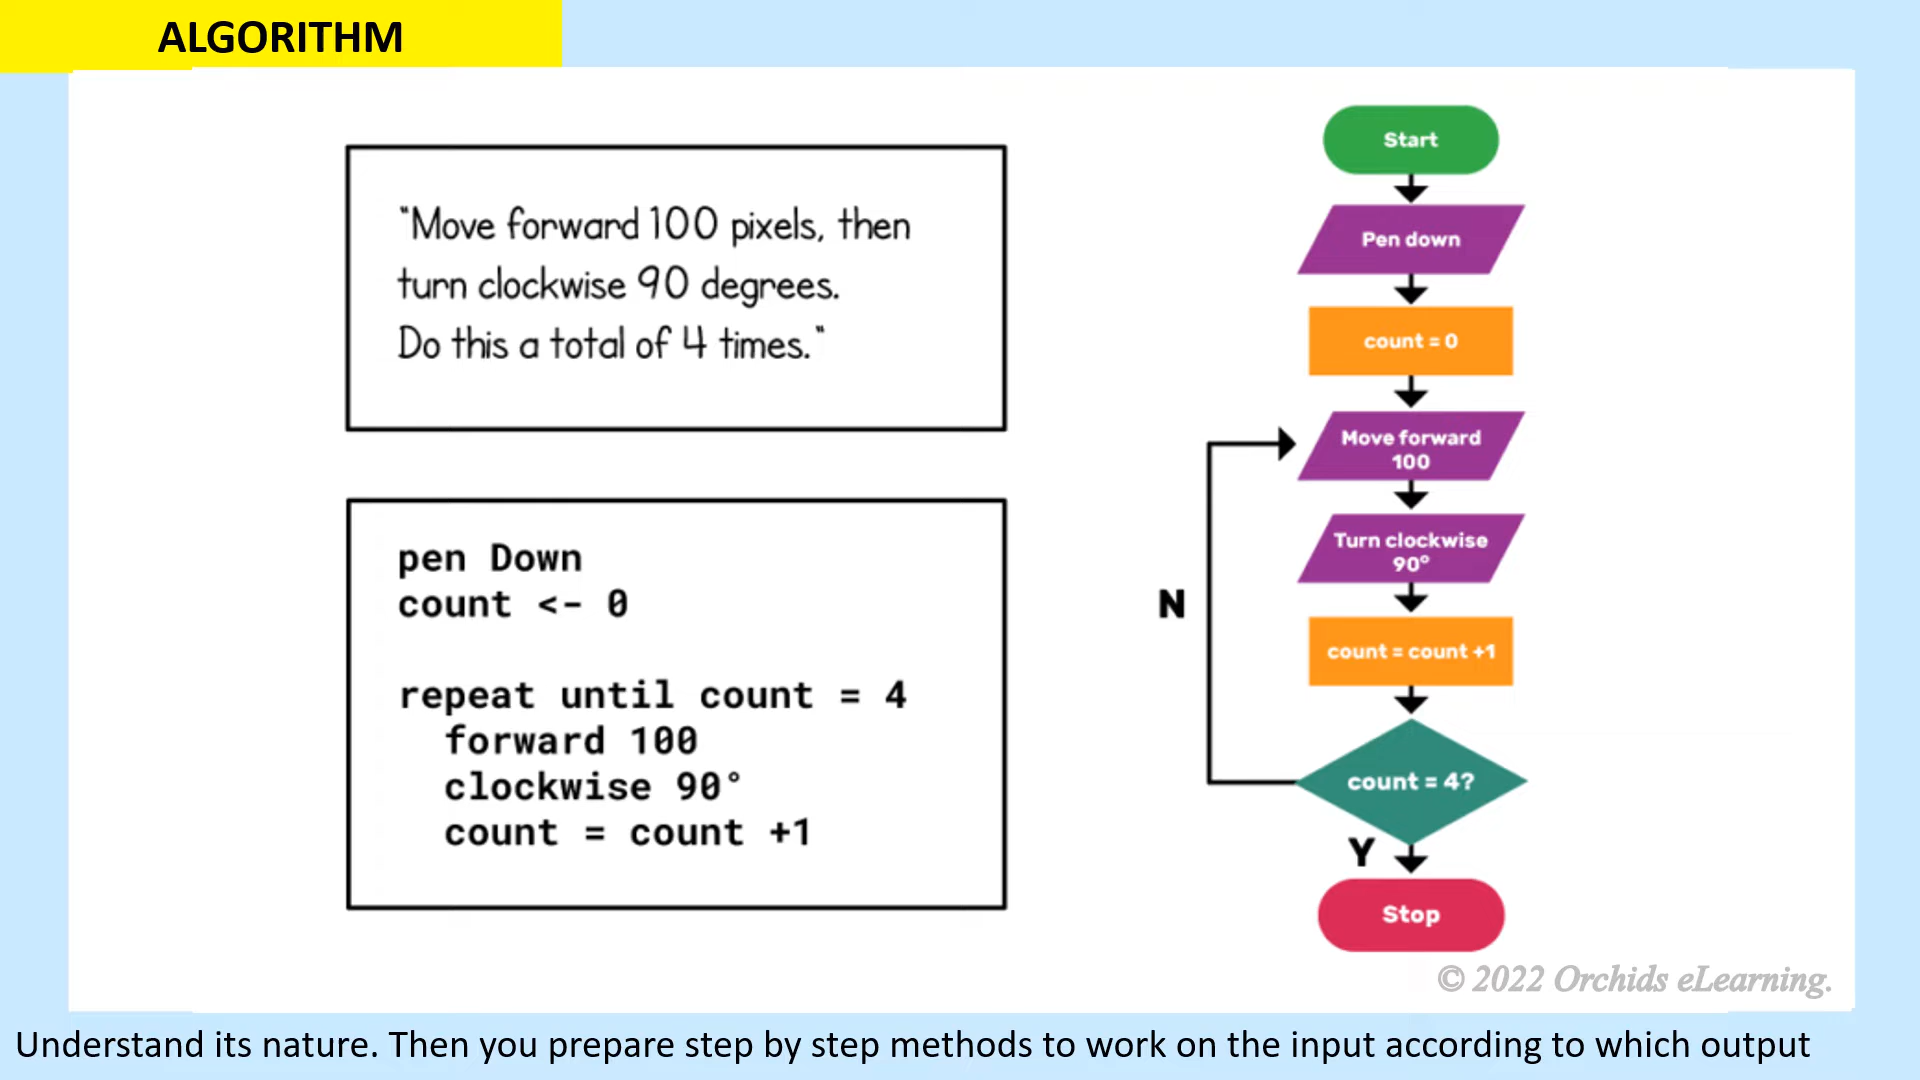 ALGORITHM
"Move forward 100 pixels, then
turn clockwise 90 degrees.
Do this a total of 4 times."
pen Down
count <- 0
repeat until count = 4
forward 100
clockwise 90°
count = count +1
Start
Pen down
count = 0
Move forward
100
Turn clockwise
90°
N
count = count +1
count = 4?
Y
Stop
© 2022 Orchids eLearning.
Understand its nature. Then you prepare step by step methods to work on the input according to which output